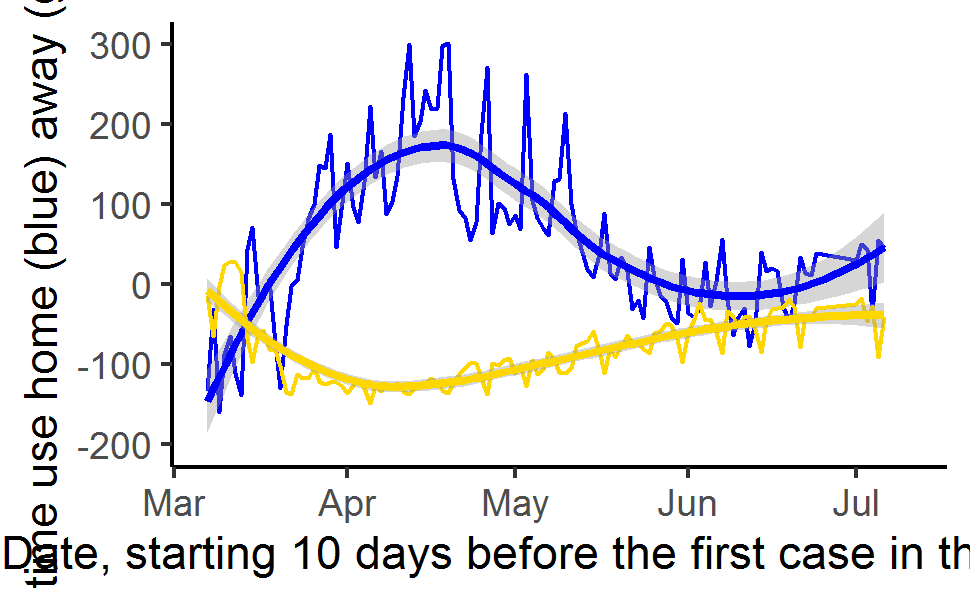 time use home (blue) away (
300
200
100
0
-100
-200
Mar Apr May Jun Jul
Date, starting 10 days before the first case in th